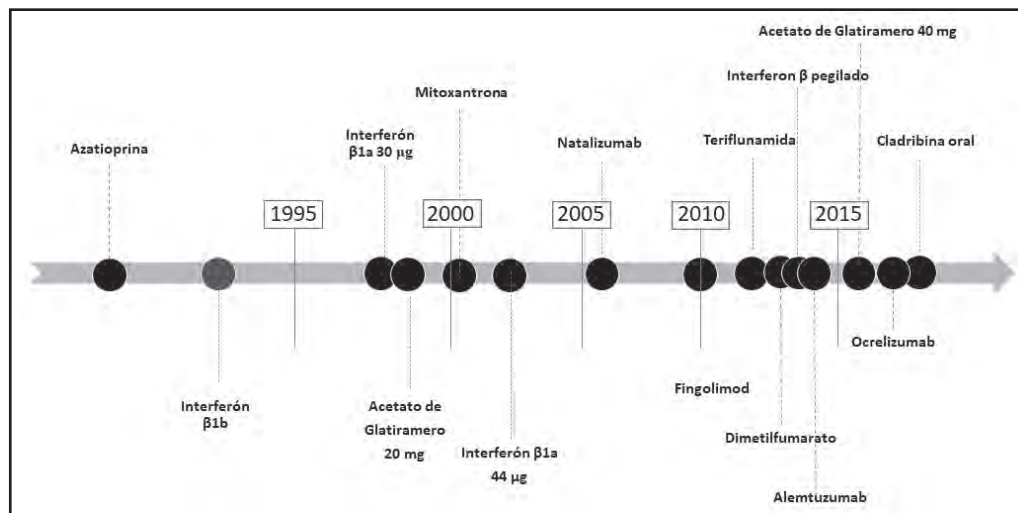 Acetato de Glatiramero 40 mg
Interferon β pegilado
Mitoxantrona
Interferón
β1a 30 µg
Azatioprina
Natalizumab
Teriflunamida
Cladribina oral
1995
2000
2005
2010
2015
Ocrelizumab
Fingolimod
Interferón
β1b
Acetato de
Glatiramero
20 mg
Dimetilfumarato
Interferón β1a
44 µg
Alemtuzumab